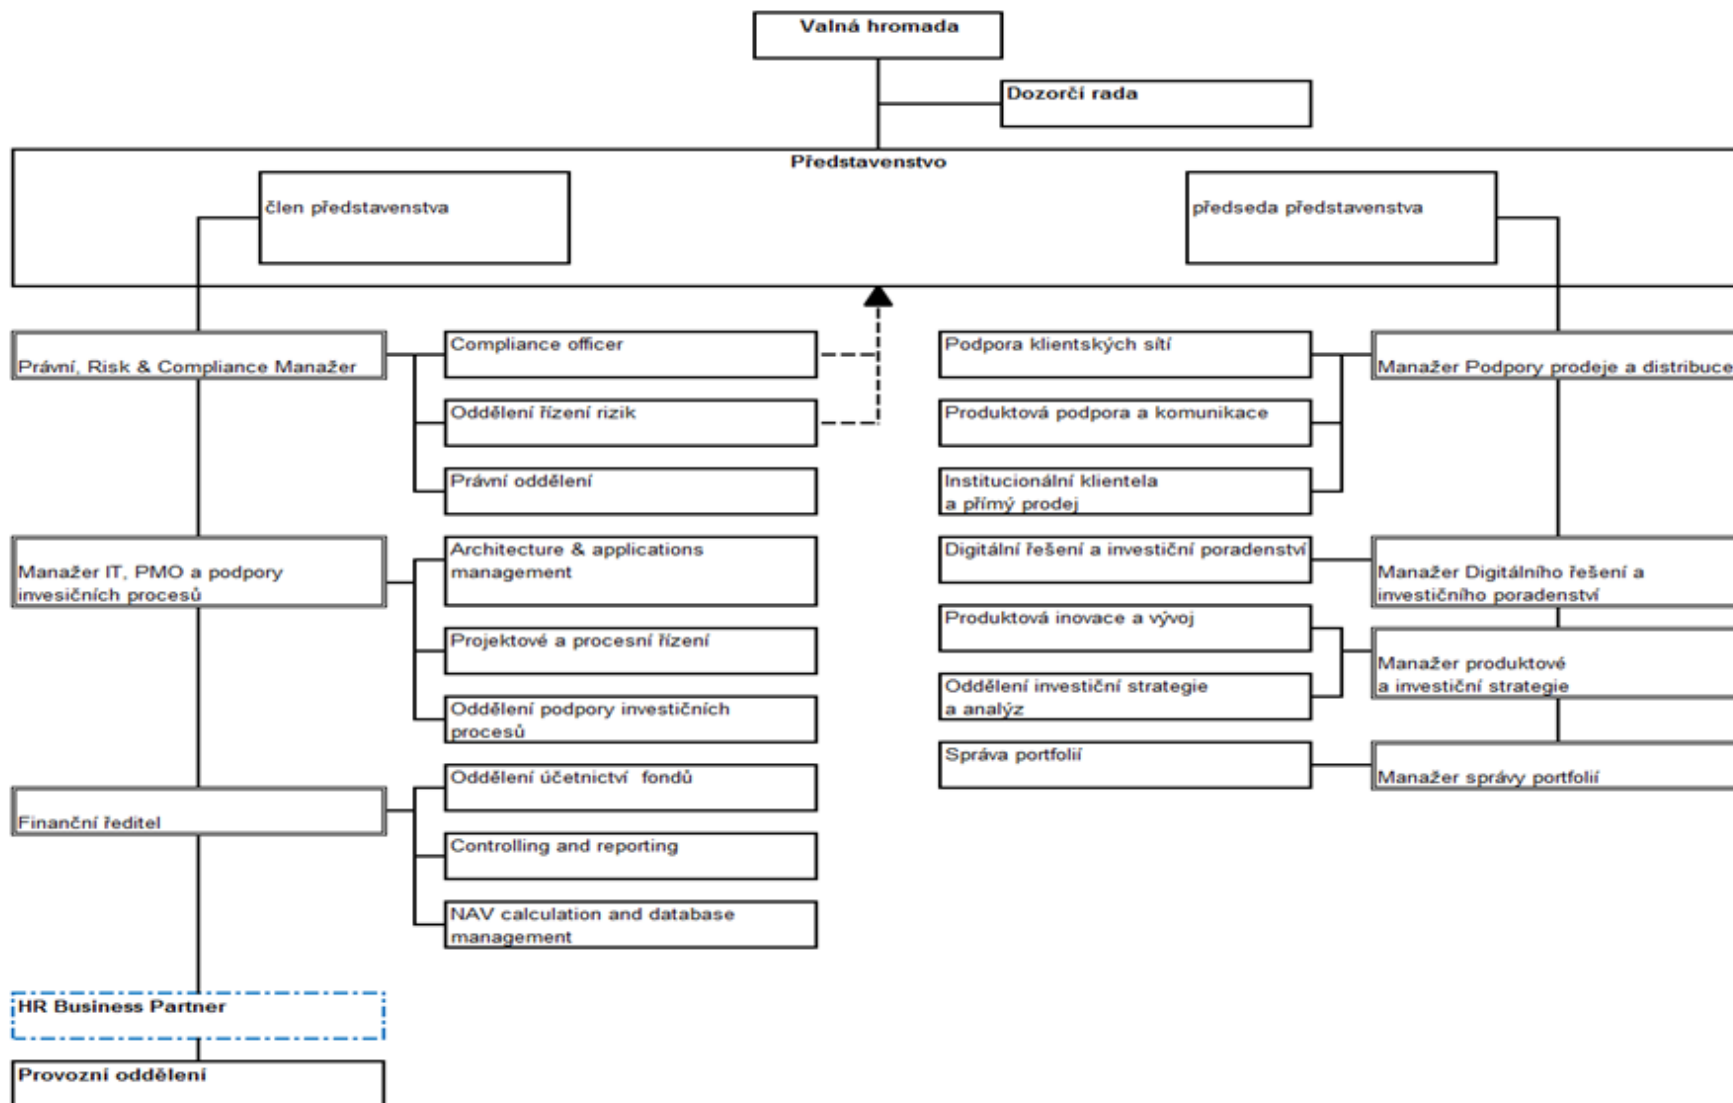 Valná hromada
Dozorčí rada
Představenstvo
člen představenstva
předseda představenstva
Právní, Risk & Compliance Manažer
Compliance officer
Oddělení řízení rizik
Právní oddělení
Manažer IT, PMO a podpory
invesičních procesů
Architecture & applications
management
Projektové a procesní řízení
Oddělení podpory investičních
procesů
Finanční ředitel
Oddělení účetnictví fondů
Controlling and reporting
NAV calculation and database
management
HR Business Partner
Provozní oddělení
Podpora klientských sítí
Produktová podpora a komunikace
Institucionální klientela
a přímý prodej
Manažer Podpory prodeje a distribuce
Digitální řešení a investiční poradenství
Manažer Digitálního řešení a
investičního poradenství
Produktová inovace a vývoj
Oddělení investiční strategie
a analýz
Manažer produktové
a investiční strategie
Správa portfolií
Manažer správy portfolií